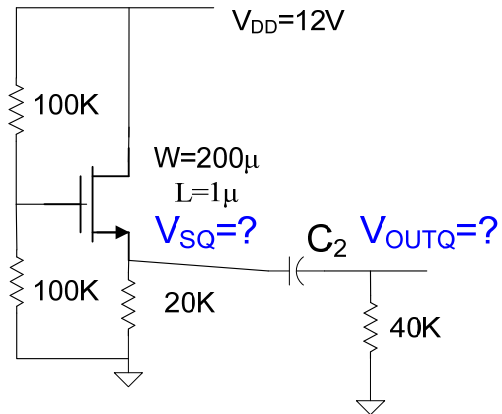 V_DD=12V
100K
W=200μ
L=1μ
V_SQ=?
C_2
V_OUTQ=?
100K
20K
40K